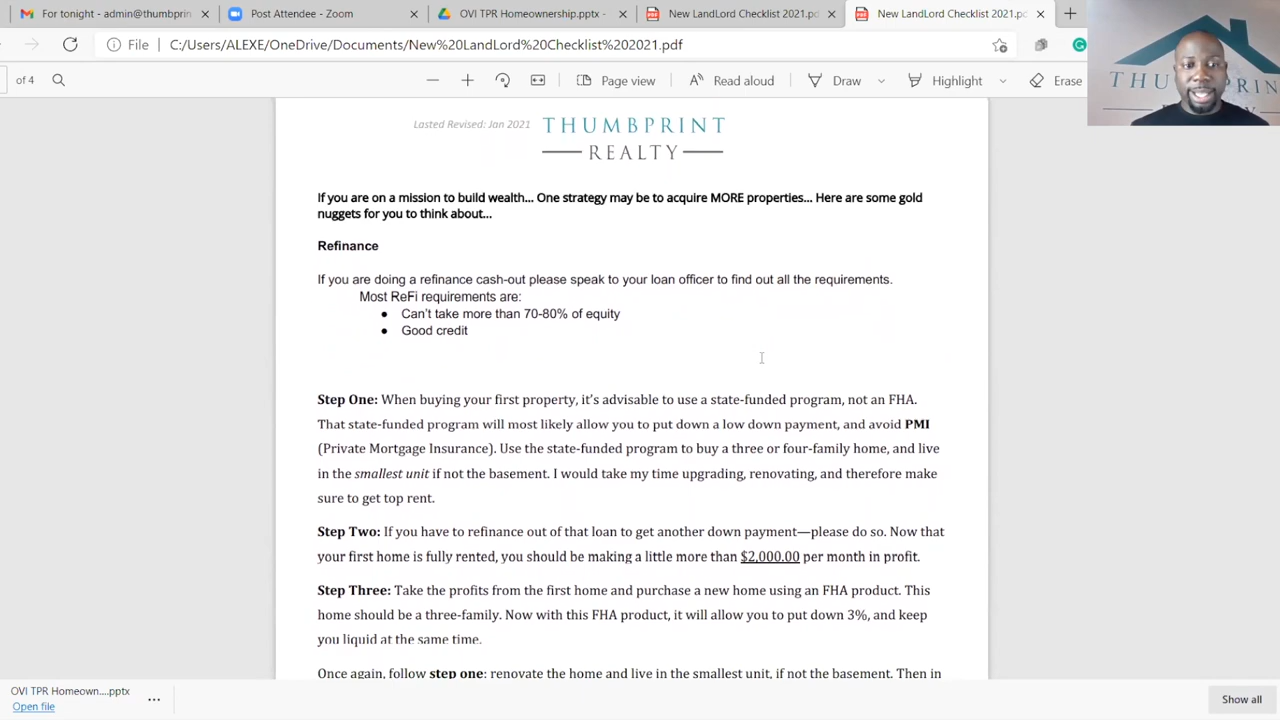 For tonight - admin@thumbprin
Post Attendee - Zoom
OVI TPR Homeownership.pptx -
New LandLord Checklist 2021.p
New LandLord Checklist 2021.p
File
C:/Users/ALEXE/OneDrive/Documents/New%20LandLord%20Checklist%202021.pdf
of 4
Page view
Read aloud
Draw
Highlight
Erase
THUMBPRIN
Lasted Revised: Jan 2021
THUMBPRINT
REALTY
If you are on a mission to build wealth... One strategy may be to acquire MORE properties... Here are some gold
nuggets for you to think about...
Refinance
If you are doing a refinance cash-out please speak to your loan officer to find out all the requirements.
Most ReFi requirements are:
● Can't take more than 70-80% of equity
● Good credit
Step One: When buying your first property, it's advisable to use a state-funded program, not an FHA.
That state-funded program will most likely allow you to put down a low down payment, and avoid PMI
(Private Mortgage Insurance). Use the state-funded program to buy a three or four-family home, and live
in the smallest unit if not the basement. I would take my time upgrading, renovating, and therefore make
sure to get top rent.
Step Two: If you have to refinance out of that loan to get another down payment—please do so. Now that
your first home is fully rented, you should be making a little more than $2,000.00 per month in profit.
Step Three: Take the profits from the first home and purchase a new home using an FHA product. This
home should be a three-family. Now with this FHA product, it will allow you to put down 3%, and keep
you liquid at the same time.
Once again, follow step one: renovate the home and live in the smallest unit, if not the basement. Then in
OVI TPR Homeown....pptx
Open file
Show all